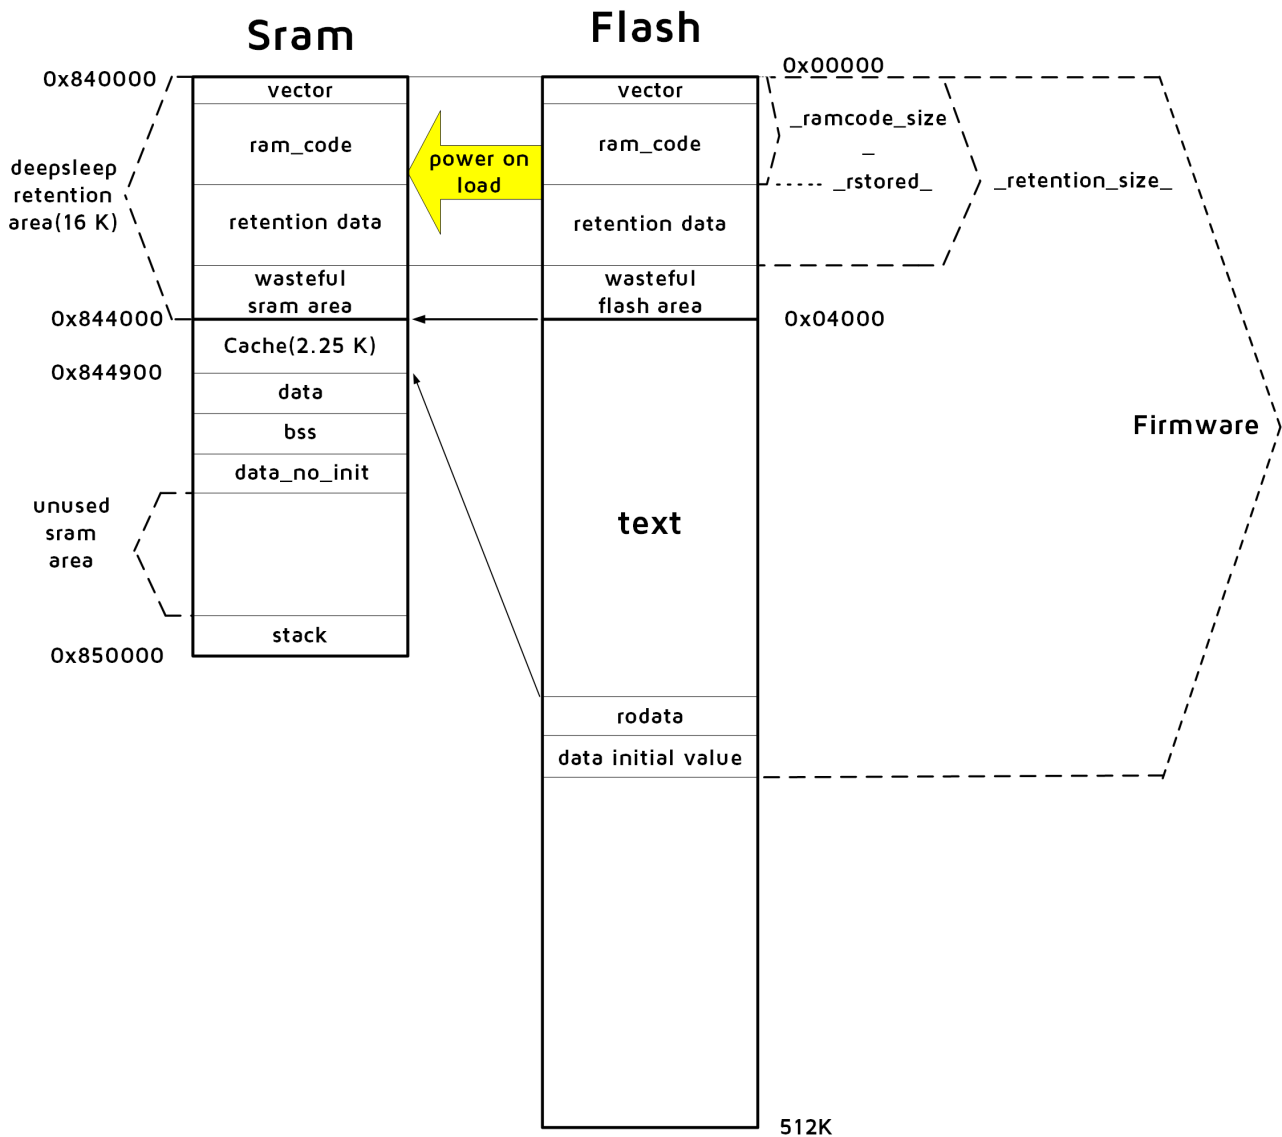 Sram
Flash
0x840000
0x00000
vector
vector
_ramcode_size
_
ram_code
ram_code
power on
load
deepsleep
retention
area(16 K)
_rstored_
_retention_size_
retention data
retention data
wasteful
sram area
wasteful
flash area
0x844000
0x04000
Cache(2.25 K)
0x844900
data
bss
Firmware
data_no_init
unused
sram
area
text
stack
0x850000
rodata
data initial value
512K